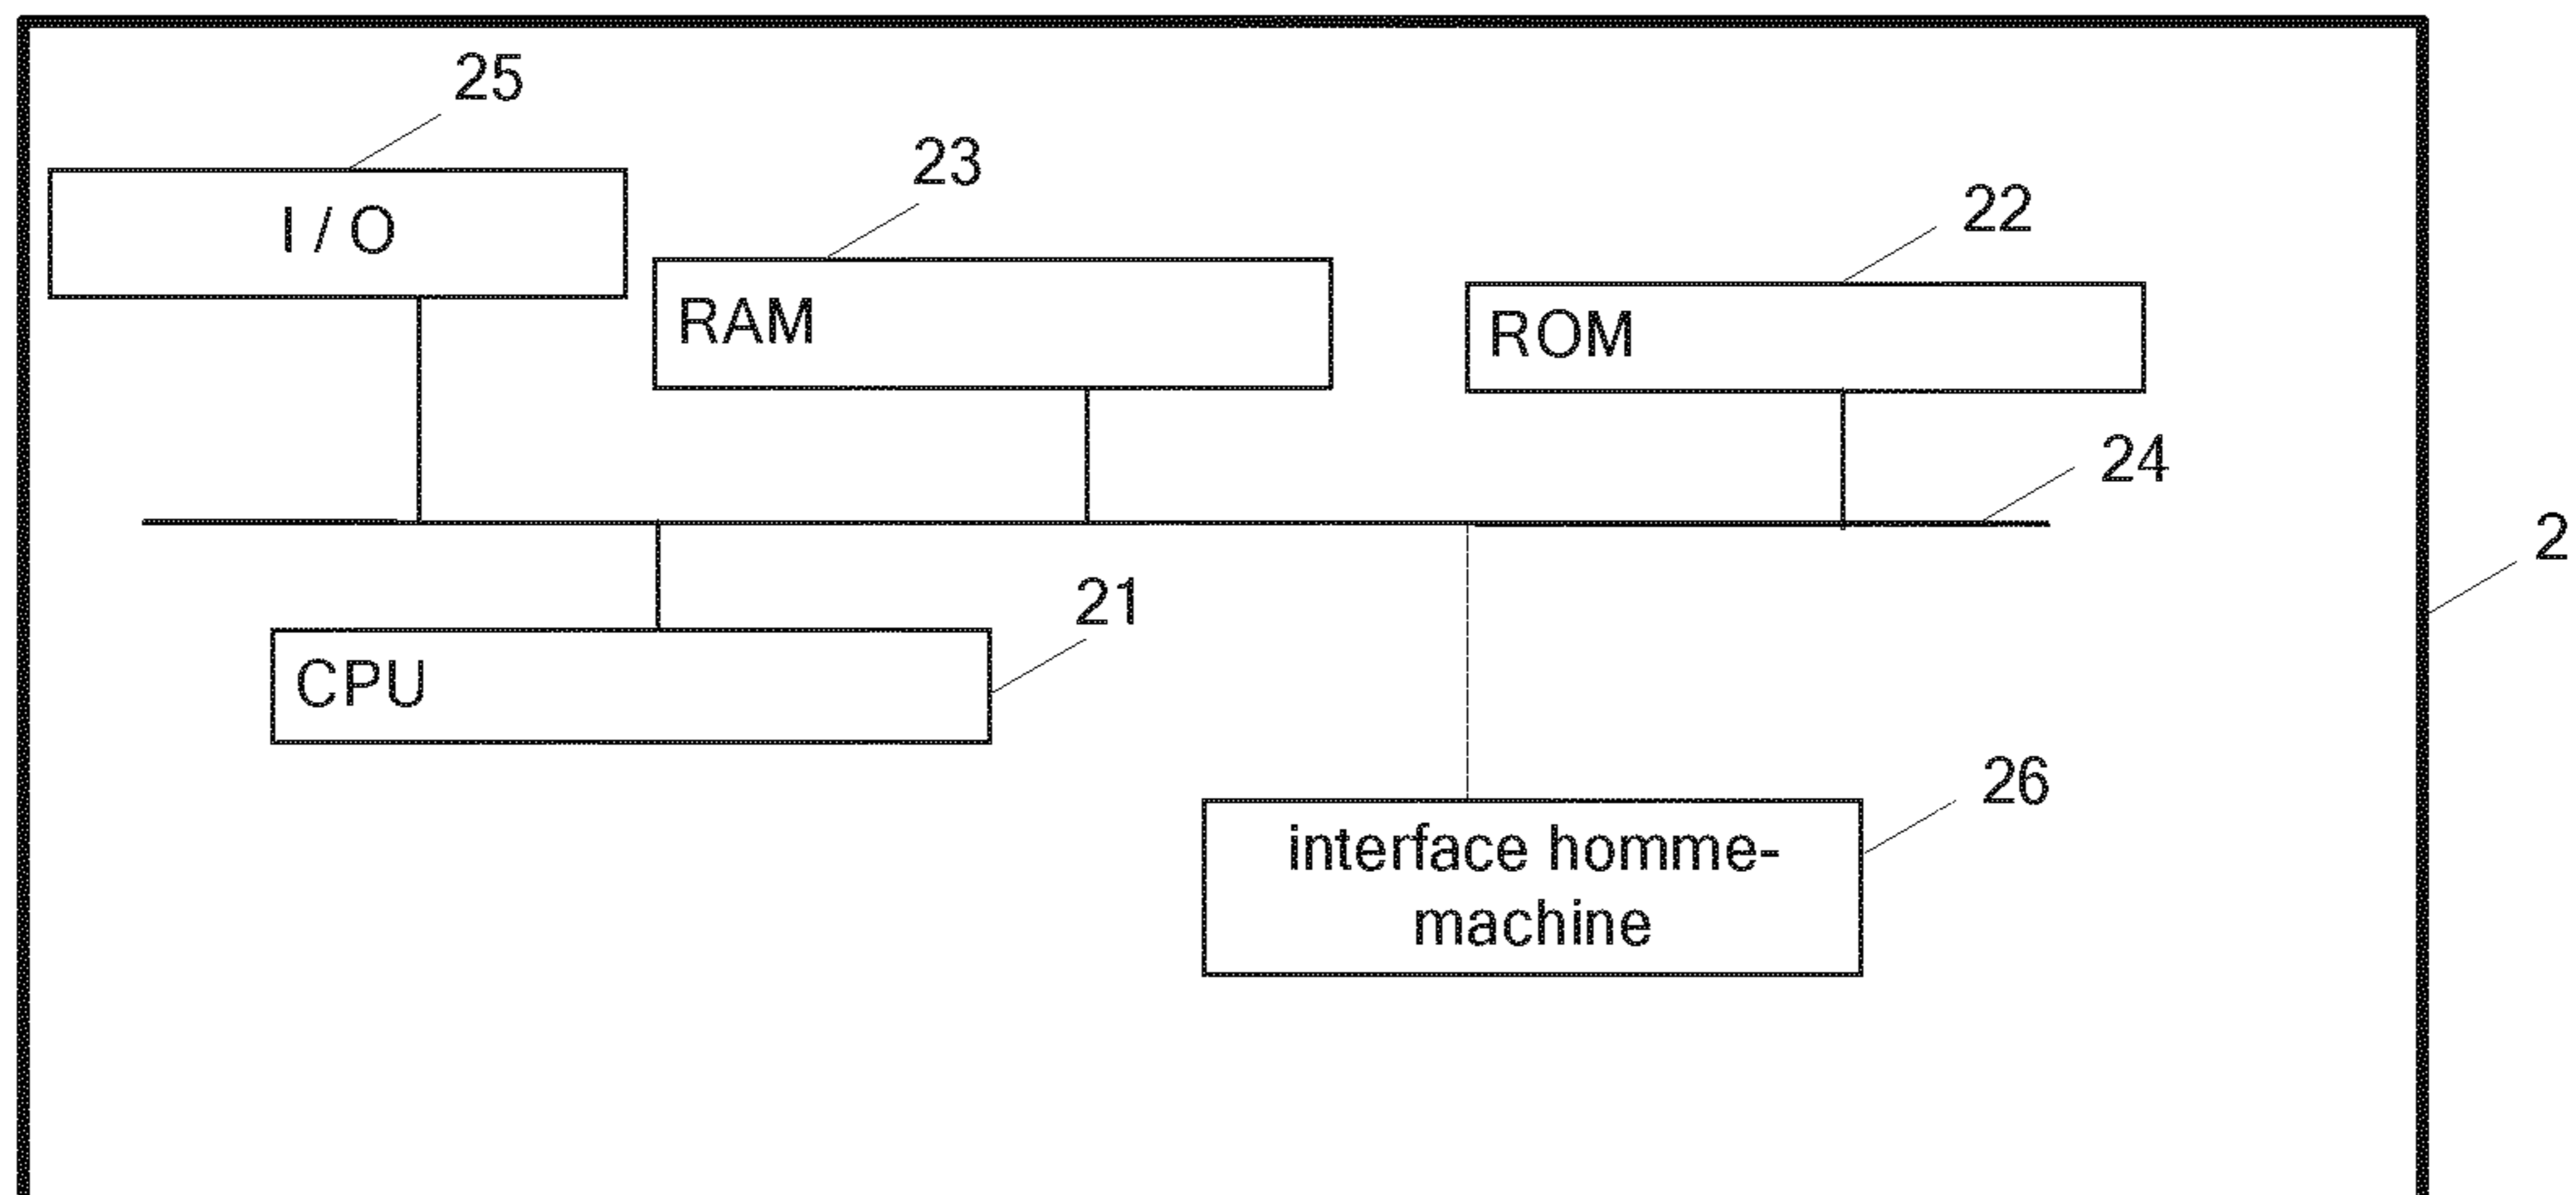 25
I / O
23
RAM
22
ROM
24
2
21
CPU
26
interface homme-
machine